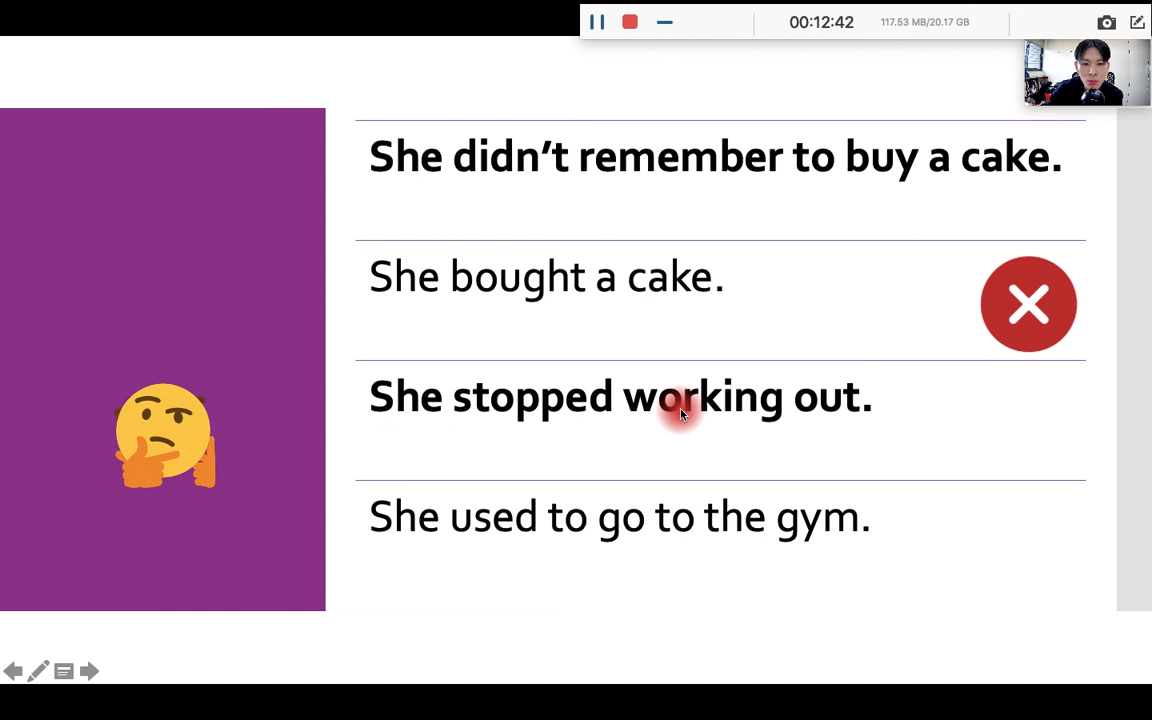 00:12:42
117.53 MB/20.17 GB
She didn’t remember to buy a cake.
She bought a cake.
She stopped working out.
She used to go to the gym.